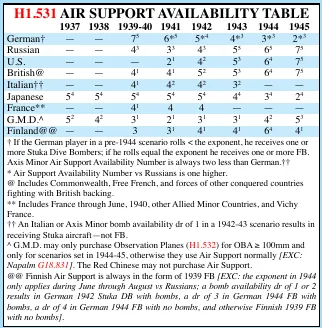 H1.531 AIR SUPPORT AVAILABILITY TABLE
1937 1938 1939-40 1941 1942 1943 1944 1945
German† — — 7⁵ 6*⁵ 5*⁴ 4*³ 3*³ 2*³
Russian — — 4³ 3³ 4³ 5⁵ 6⁵ 7⁵
U.S. — — — 2¹ 4² 5³ 6⁴ 7⁵
British@ — — 4¹ 4¹ 5² 5³ 6⁴ 7⁵
Italian†† — — 4¹ 4² 4² 3² — —
Japanese 5⁴ 5⁴ 5⁴ 5⁴ 5⁴ 4⁴ 3⁴ 2⁴
France** — — 4¹ 4 4 — — —
G.M.D.^ 5² 4² 3¹ 2¹ 3¹ 3¹ 4² 5³
Finland@@ — — 3 3¹ 4¹ 4¹ 6⁴ 4¹
† If the German player in a pre-1944 scenario rolls < the exponent, he receives one or
more Stuka Dive Bombers; if he rolls equal the exponent he receives one or more FB.
Axis Minor Air Support Availability Number is always two less than German.††
* Air Support Availability Number vs Russians is one higher.
@ Includes Commonwealth, Free French, and forces of other conquered countries
fighting with British backing.
** Includes France through June, 1940, other Allied Minor Countries, and Vichy
France.
†† An Italian or Axis Minor bomb availability dr of 1 in a 1942-43 scenario results in
receiving Stuka aircraft—not FB.
^ G.M.D. may only purchase Observation Planes (H1.532) for OBA ≥ 100mm and
only for scenarios set in 1944-45, otherwise they use Air Support normally [EXC:
Napalm G18.831]. The Red Chinese may not purchase Air Support.
@@ Finnish Air Support is always in the form of 1939 FB [EXC: the exponent in 1944
only applies during June through August vs Russians; a bomb availability dr of 1 or 2
results in German 1942 Stuka DB with bombs, a dr of 3 in German 1944 FB with
bombs, a dr of 4 in German 1944 FB with no bombs, and otherwise Finnish 1939 FB
with no bombs].